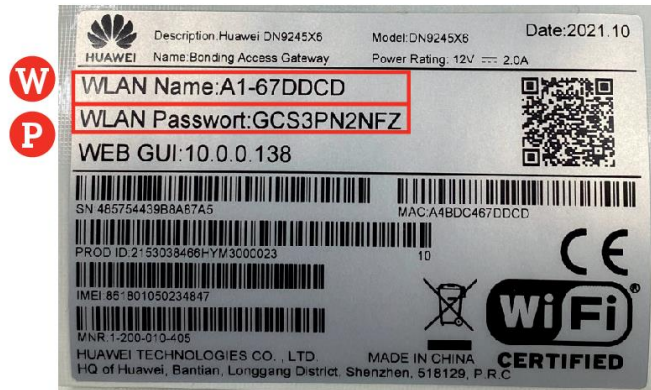 Description:Huawei DN9245X6 Model:DN9245X6 Date:2021.10
HUAWEI Name:Bonding Access Gateway Power Rating: 12V ⎓ 2.0A
W WLAN Name:A1-67DDCD
P WLAN Passwort:GCS3PN2NFZ
WEB GUI:10.0.0.138
SN:485754439B8A87A5 MAC:A4BDC467DDCD
PROD ID:2153038466HYM3000023 10
IMEI:861801050234847
MNR:1-200-010-405
CE
Wi Fi ®
CERTIFIED
HUAWEI TECHNOLOGIES CO., LTD. MADE IN CHINA
HQ of Huawei, Bantian, Longgang District, Shenzhen, 518129, P.R.C